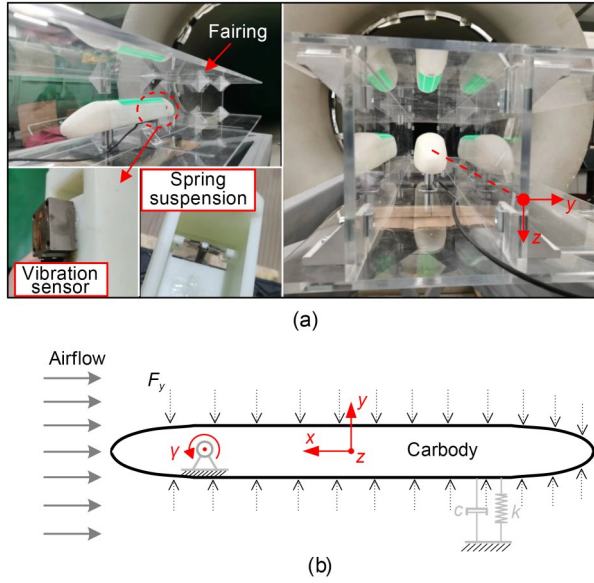 Fairing
Spring
suspension
Vibration
sensor
y
z
(a)
Airflow
F_y
y
γ
x
z
Carbody
c
k
(b)